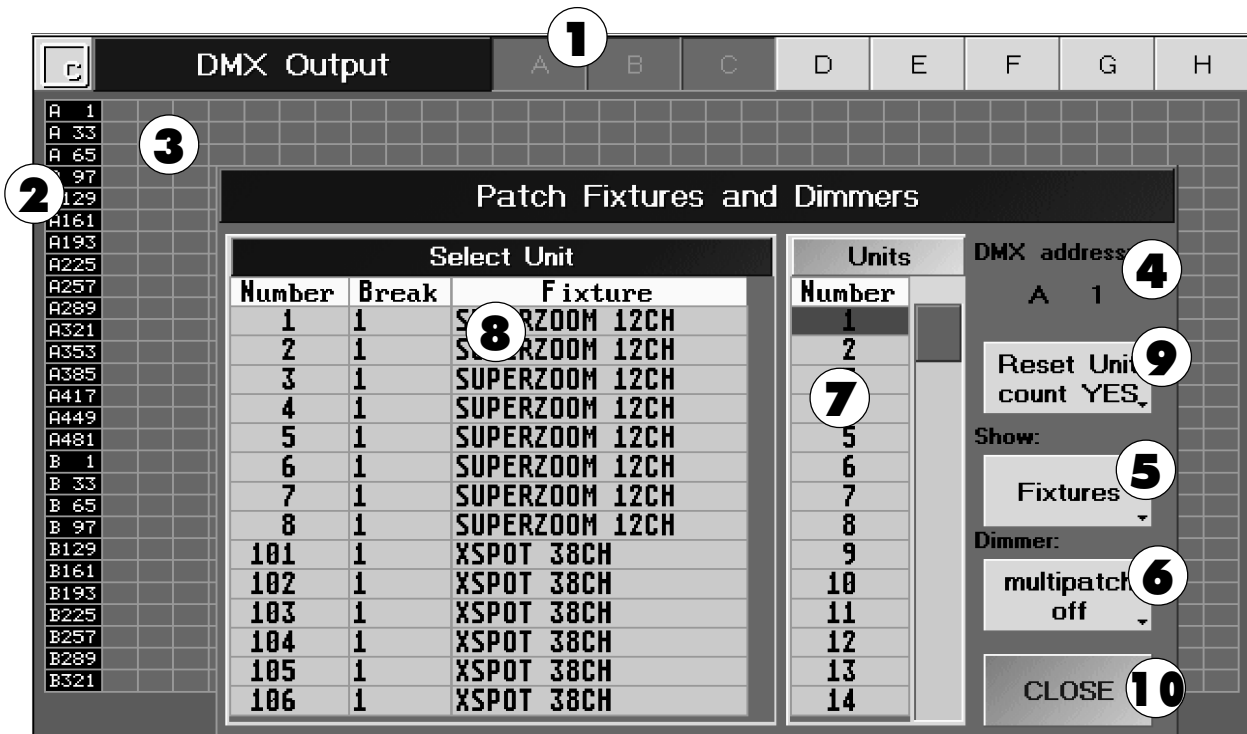 1
C DMX Output A B C D E F G H
A 1
A 33
A 65
97
129
A161
A193
A225
A257
A289
A321
A353
A385
A417
A449
A481
B 1
B 33
B 65
B 97
B129
B161
B193
B225
B257
B289
B321
3
2
Patch Fixtures and Dimmers
Select Unit
Number Break Fixture
1 1 SUPERZOOM 12CH
2 1 SUPERZOOM 12CH
3 1 SUPERZOOM 12CH
4 1 SUPERZOOM 12CH
5 1 SUPERZOOM 12CH
6 1 SUPERZOOM 12CH
7 1 SUPERZOOM 12CH
8 1 SUPERZOOM 12CH
101 1 XSPOT 38CH
102 1 XSPOT 38CH
103 1 XSPOT 38CH
104 1 XSPOT 38CH
105 1 XSPOT 38CH
106 1 XSPOT 38CH
8
Units
Number
1
2
5
6
7
8
9
10
11
12
13
14
7
DMX address:
A 1
4
Reset Unit
count YES
9
Show:
Fixtures
5
Dimmer:
multipatch
off
6
CLOSE
10